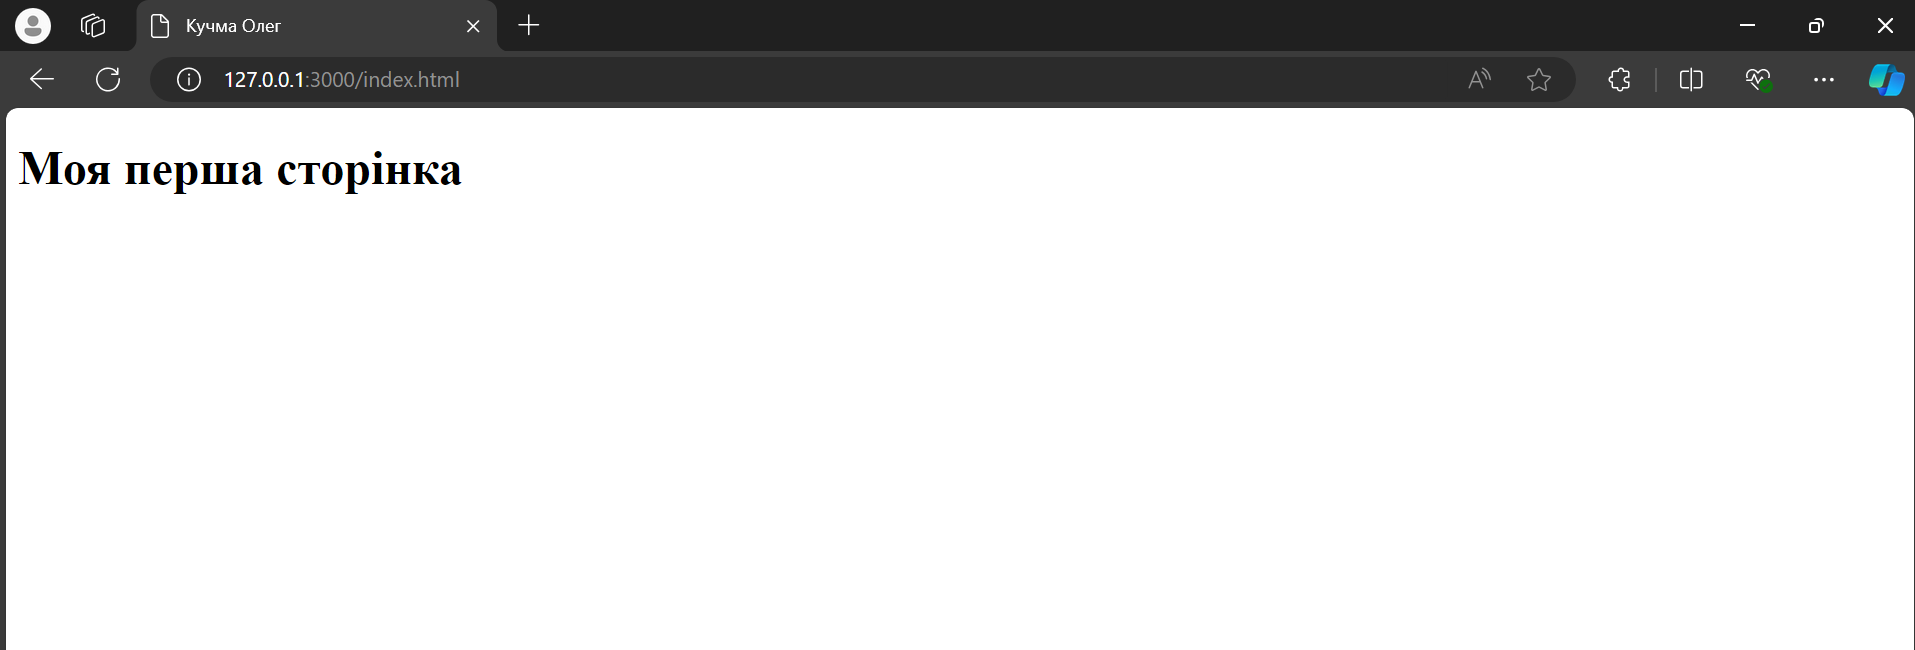 Кучма Олег
127.0.0.1:3000/index.html
Моя перша сторінка